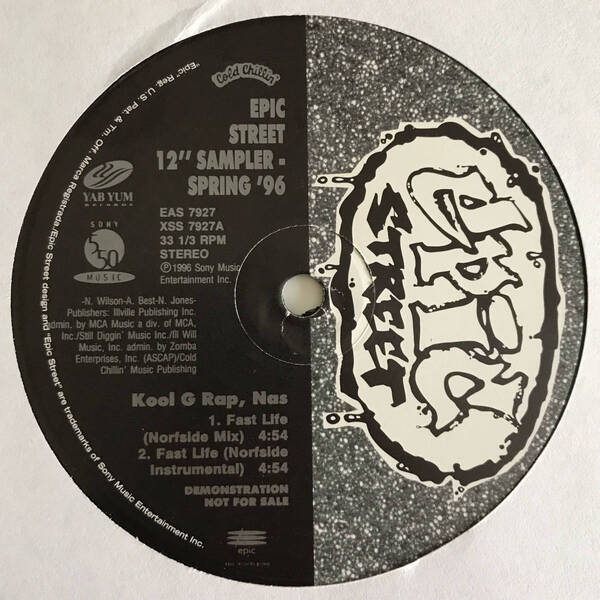 Cold Chillin'
EPIC
STREET
12" SAMPLER -
SPRING '96
YAB YUM
RECORDS
SONY
550
MUSIC
EAS 7927
XSS 7927A
33 1/3 RPM
STEREO
℗1996 Sony Music
Entertainment Inc.
-N. Wilson-A. Best-N. Jones-
Publishers: Illville Publishing Inc.
admin. by MCA Music a div. of MCA,
Inc./Still Diggin' Music Inc./Ill Will
Music, Inc. admin. by Zomba
Enterprises, Inc. (ASCAP)/Cold
Chillin' Music Publishing
Kool G Rap, Nas
1. Fast Life
(Norfside Mix) 4:54
2. Fast Life (Norfside
Instrumental) 4:54
DEMONSTRATION
NOT FOR SALE
epic
"Epic" Reg. U.S. Pat. & Tm. Off. Marca Registrada./Epic Street design and "Epic Street" are trademarks of Sony Music Entertainment Inc.
epic
STREET